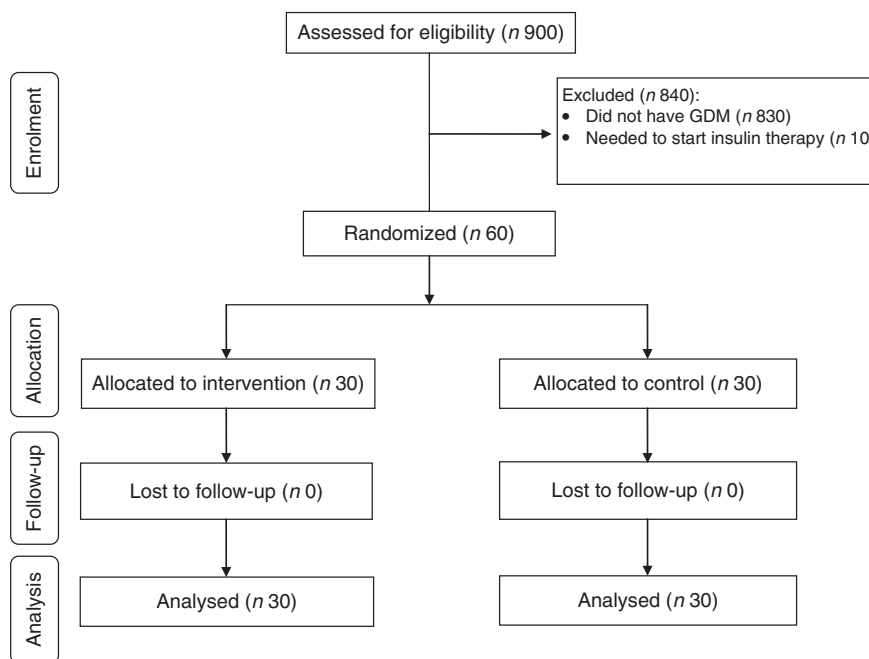 Assessed for eligibility (n 900)
Enrolment
Excluded (n 840):
• Did not have GDM (n 830)
• Needed to start insulin therapy (n 10
Randomized (n 60)
Allocation
Allocated to intervention (n 30)
Allocated to control (n 30)
Follow-up
Lost to follow-up (n 0)
Lost to follow-up (n 0)
Analysis
Analysed (n 30)
Analysed (n 30)